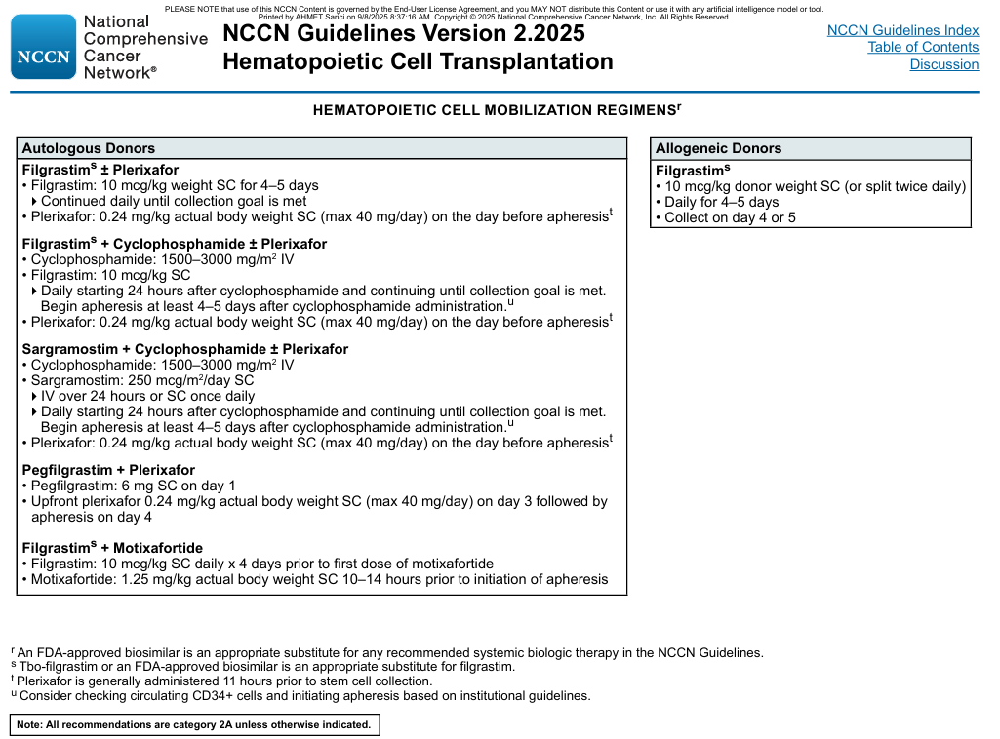 PLEASE NOTE that use of this NCCN Content is governed by the End-User License Agreement, and you MAY NOT distribute this Content or use it with any artificial intelligence model or tool.
Printed by AHMET Sarici on 9/8/2025 8:37:16 AM. Copyright © 2025 National Comprehensive Cancer Network, Inc. All Rights Reserved.
NCCN
National
Comprehensive
Cancer
Network®
NCCN Guidelines Version 2.2025
Hematopoietic Cell Transplantation
NCCN Guidelines Index
Table of Contents
Discussion
HEMATOPOIETIC CELL MOBILIZATION REGIMENSʳ
Autologous Donors
Filgrastimˢ ± Plerixafor
• Filgrastim: 10 mcg/kg weight SC for 4–5 days
▸ Continued daily until collection goal is met
• Plerixafor: 0.24 mg/kg actual body weight SC (max 40 mg/day) on the day before apheresisᵗ
Filgrastimˢ + Cyclophosphamide ± Plerixafor
• Cyclophosphamide: 1500–3000 mg/m² IV
• Filgrastim: 10 mcg/kg SC
▸ Daily starting 24 hours after cyclophosphamide and continuing until collection goal is met.
Begin apheresis at least 4–5 days after cyclophosphamide administration.ᵘ
• Plerixafor: 0.24 mg/kg actual body weight SC (max 40 mg/day) on the day before apheresisᵗ
Sargramostim + Cyclophosphamide ± Plerixafor
• Cyclophosphamide: 1500–3000 mg/m² IV
• Sargramostim: 250 mcg/m²/day SC
▸ IV over 24 hours or SC once daily
▸ Daily starting 24 hours after cyclophosphamide and continuing until collection goal is met.
Begin apheresis at least 4–5 days after cyclophosphamide administration.ᵘ
• Plerixafor: 0.24 mg/kg actual body weight SC (max 40 mg/day) on the day before apheresisᵗ
Pegfilgrastim + Plerixafor
• Pegfilgrastim: 6 mg SC on day 1
• Upfront plerixafor 0.24 mg/kg actual body weight SC (max 40 mg/day) on day 3 followed by
apheresis on day 4
Filgrastimˢ + Motixafortide
• Filgrastim: 10 mcg/kg SC daily x 4 days prior to first dose of motixafortide
• Motixafortide: 1.25 mg/kg actual body weight SC 10–14 hours prior to initiation of apheresis
Allogeneic Donors
Filgrastimˢ
• 10 mcg/kg donor weight SC (or split twice daily)
• Daily for 4–5 days
• Collect on day 4 or 5
ʳ An FDA-approved biosimilar is an appropriate substitute for any recommended systemic biologic therapy in the NCCN Guidelines.
ˢ Tbo-filgrastim or an FDA-approved biosimilar is an appropriate substitute for filgrastim.
ᵗ Plerixafor is generally administered 11 hours prior to stem cell collection.
ᵘ Consider checking circulating CD34+ cells and initiating apheresis based on institutional guidelines.
Note: All recommendations are category 2A unless otherwise indicated.